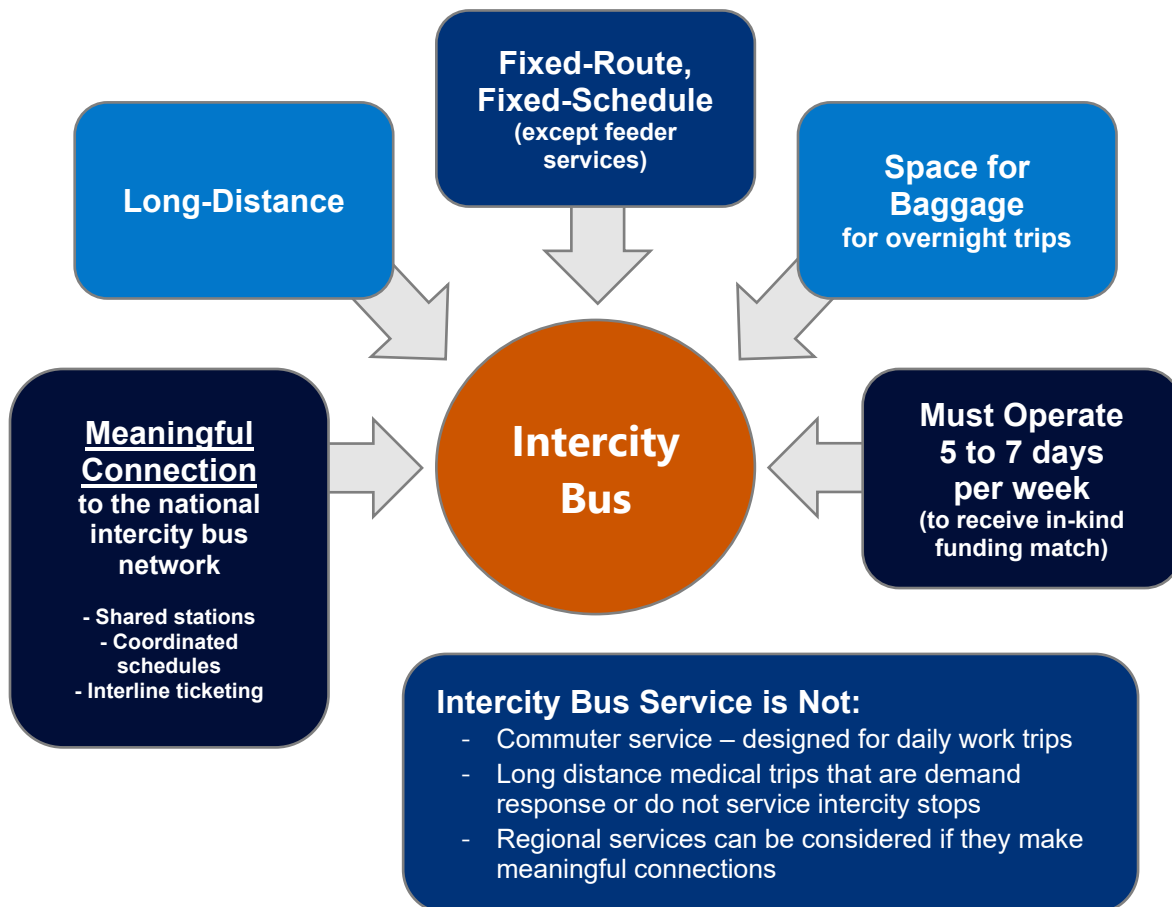 Fixed-Route,
Fixed-Schedule
(except feeder
services)
Long-Distance
Space for
Baggage
for overnight trips
Meaningful
Connection
to the national
intercity bus
network
- Shared stations
- Coordinated
schedules
- Interline ticketing
Intercity
Bus
Must Operate
5 to 7 days
per week
(to receive in-kind
funding match)
Intercity Bus Service is Not:
- Commuter service – designed for daily work trips
- Long distance medical trips that are demand
response or do not service intercity stops
- Regional services can be considered if they make
meaningful connections